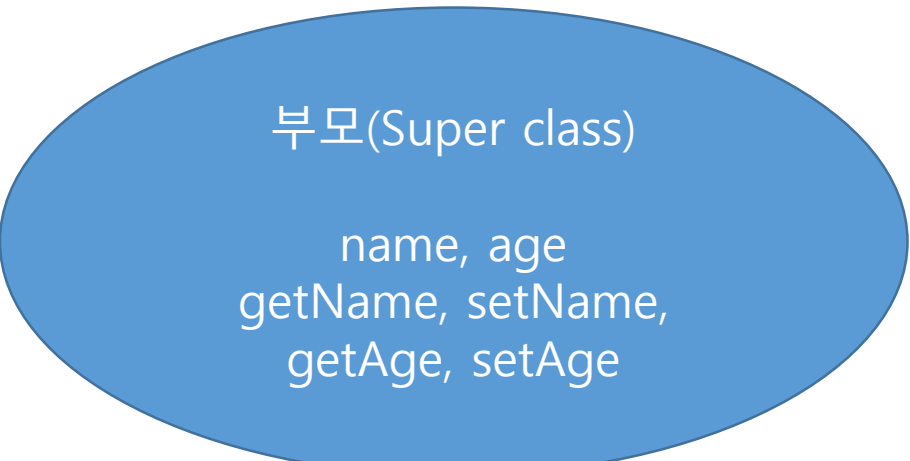 부모(Super class)
name, age
getName, setName,
getAge, setAge